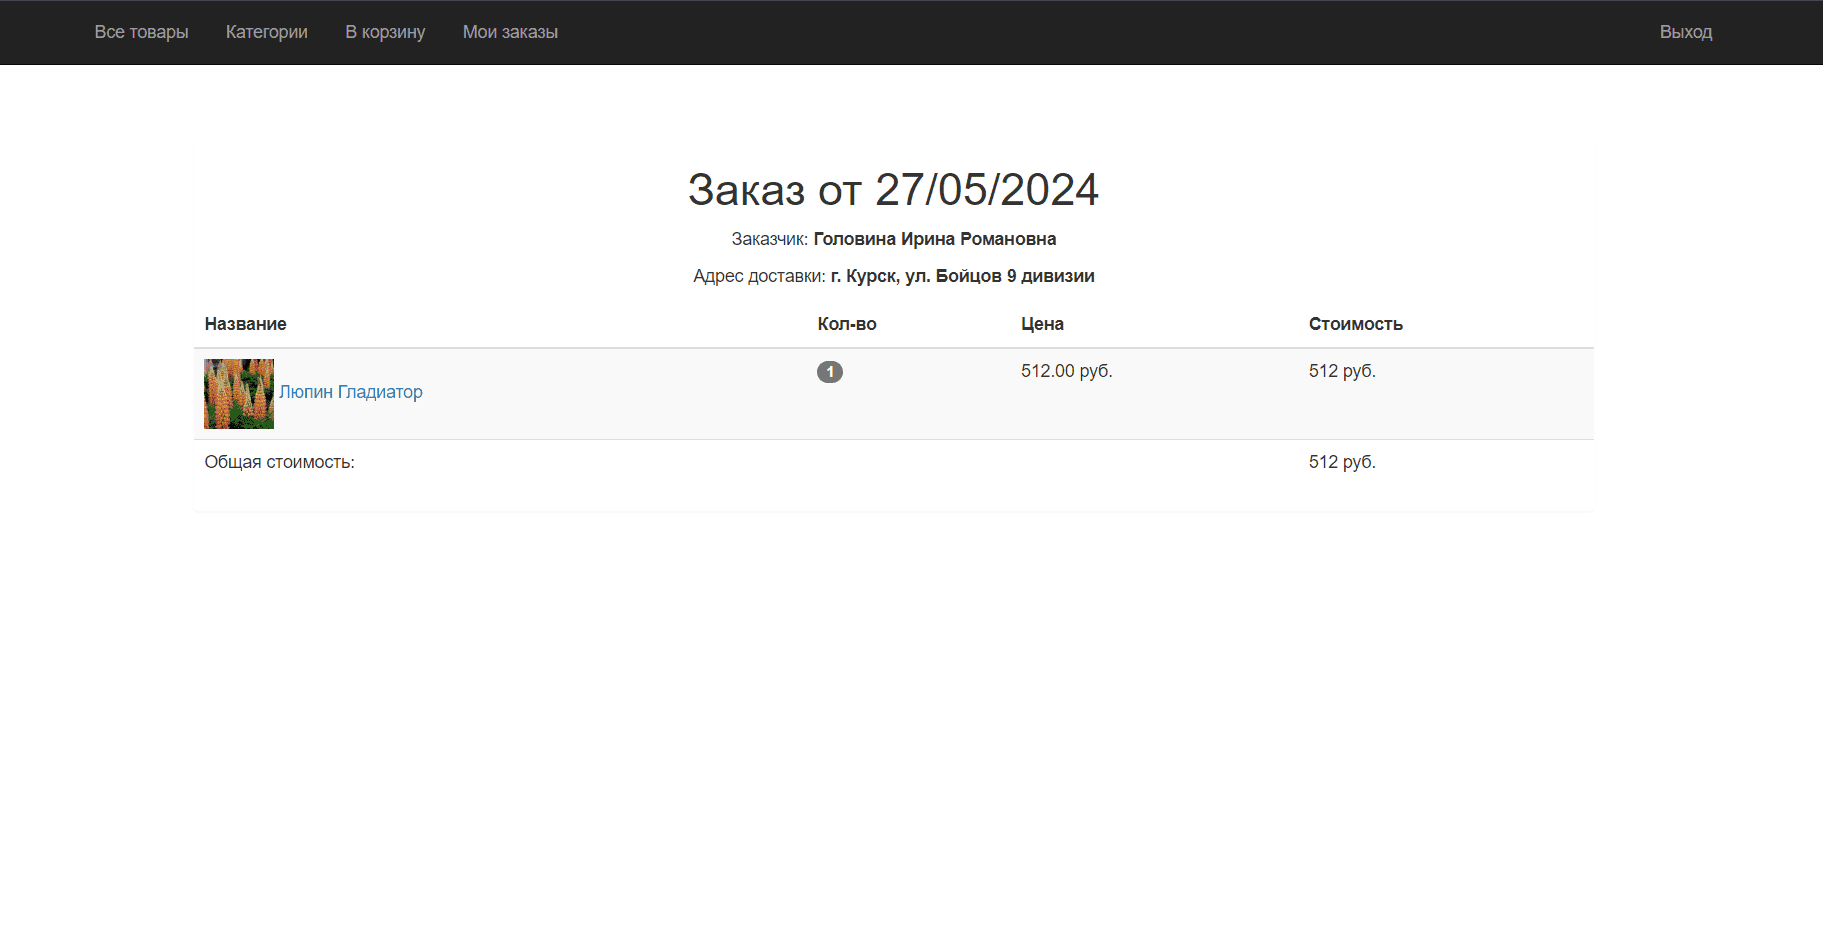 Все товары Категории В корзину Мои заказы Выход
Заказ от 27/05/2024
Заказчик: Головина Ирина Романовна
Адрес доставки: г. Курск, ул. Бойцов 9 дивизии
Название Кол-во Цена Стоимость
Люпин Гладиатор 1 512.00 руб. 512 руб.
Общая стоимость: 512 руб.